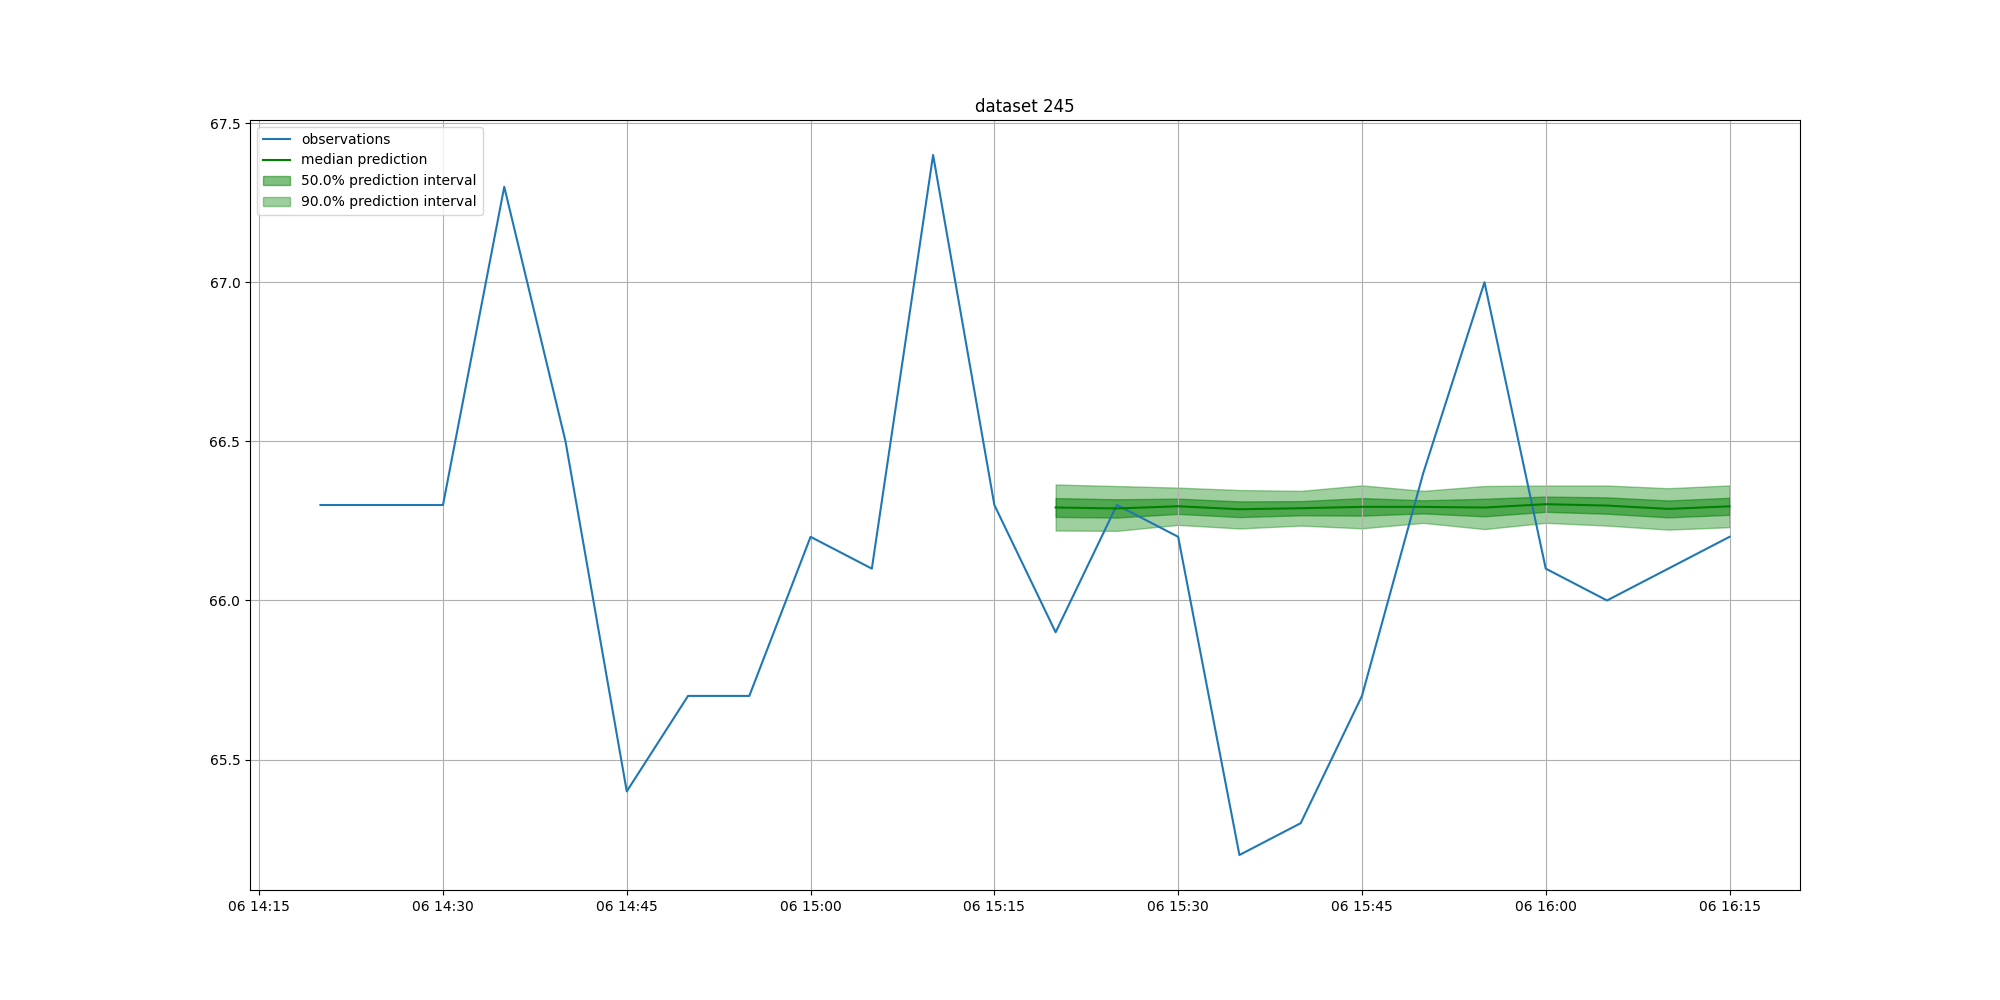 dataset 245
67.5
67.0
66.5
66.0
65.5
observations
median prediction
50.0% prediction interval
90.0% prediction interval
06 14:15 06 14:30 06 14:45 06 15:00 06 15:15 06 15:30 06 15:45 06 16:00 06 16:15